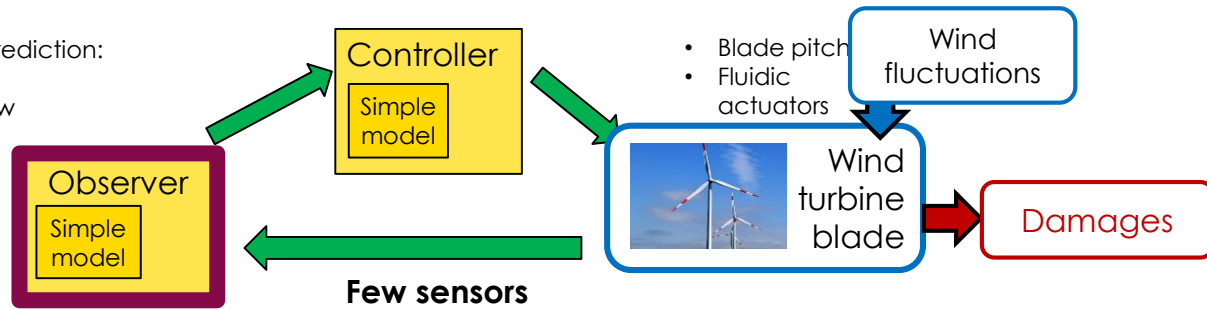 rediction:
w
Controller
Simple
model
• Blade pitch
• Fluidic
actuators
Wind
fluctuations
Observer
Simple
model
Wind
turbine
blade
Damages
Few sensors